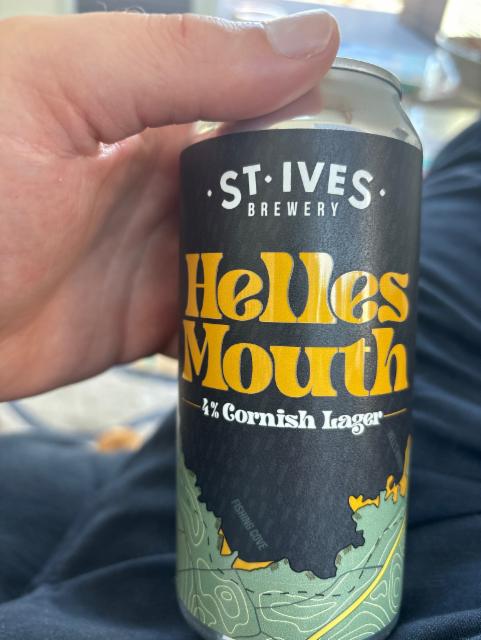 ·ST·IVES·
BREWERY
Helles
Mouth
4% Cornish Lager
FISHING COVE